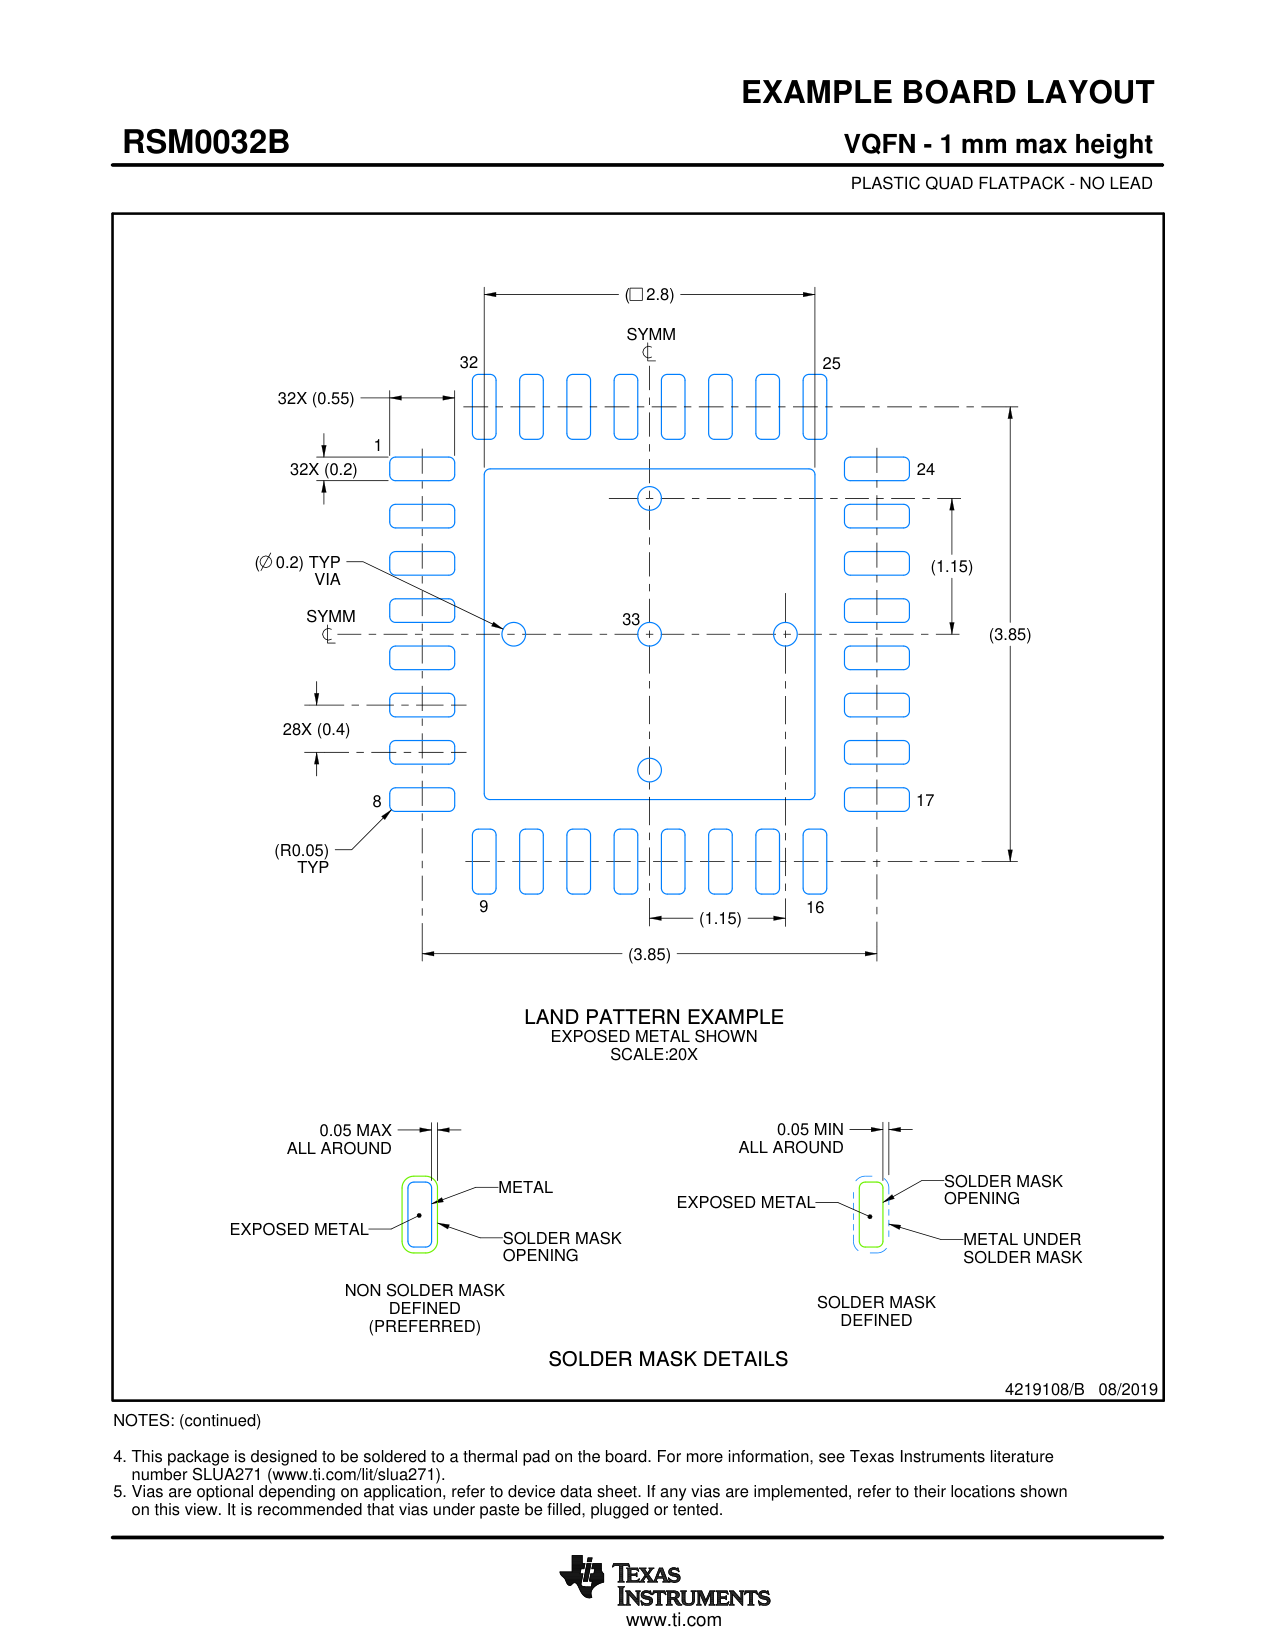 EXAMPLE BOARD LAYOUT
RSM0032B
VQFN - 1 mm max height
PLASTIC QUAD FLATPACK - NO LEAD
(□ 2.8)
SYMM
℄
32
25
32X (0.55)
1
32X (0.2)
24
(∅ 0.2) TYP
VIA
(1.15)
SYMM
℄
33
(3.85)
28X (0.4)
8
17
(R0.05)
TYP
9
16
(1.15)
(3.85)
LAND PATTERN EXAMPLE
EXPOSED METAL SHOWN
SCALE:20X
0.05 MAX
ALL AROUND
METAL
EXPOSED METAL
SOLDER MASK
OPENING
NON SOLDER MASK
DEFINED
(PREFERRED)
0.05 MIN
ALL AROUND
SOLDER MASK
OPENING
EXPOSED METAL
METAL UNDER
SOLDER MASK
SOLDER MASK
DEFINED
SOLDER MASK DETAILS
4219108/B 08/2019
NOTES: (continued)
4. This package is designed to be soldered to a thermal pad on the board. For more information, see Texas Instruments literature
number SLUA271 (www.ti.com/lit/slua271).
5. Vias are optional depending on application, refer to device data sheet. If any vias are implemented, refer to their locations shown
on this view. It is recommended that vias under paste be filled, plugged or tented.
TEXAS
INSTRUMENTS
www.ti.com